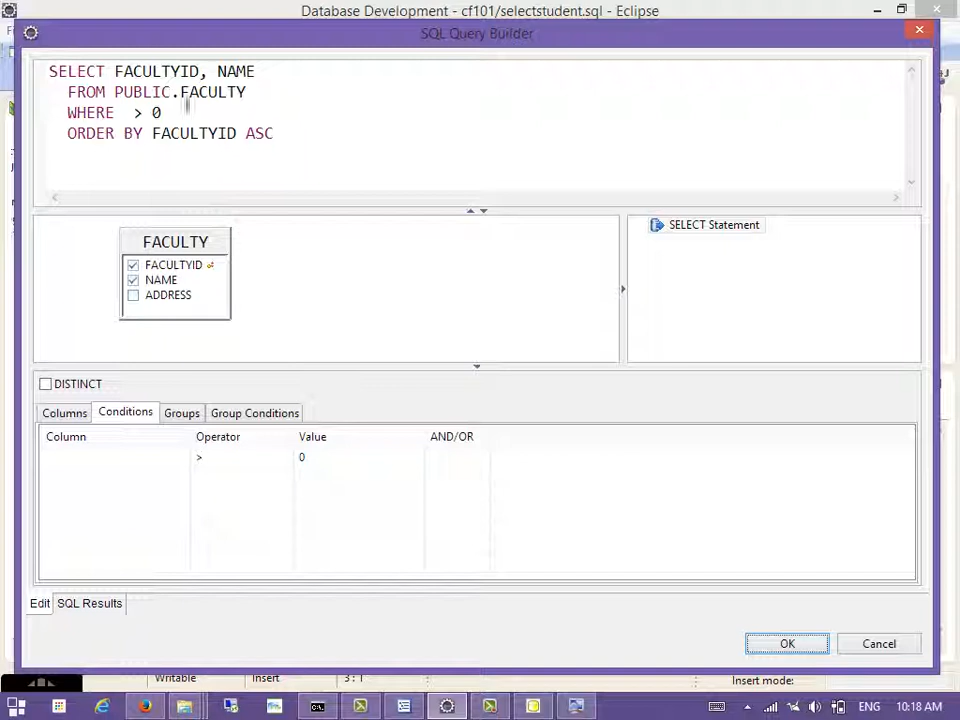 Database Development - cf101/selectstudent.sql - Eclipse
SQL Query Builder
SELECT FACULTYID, NAME
FROM PUBLIC.FACULTY
WHERE > 0
ORDER BY FACULTYID ASC
FACULTY
FACULTYID
NAME
ADDRESS
SELECT Statement
DISTINCT
Columns Conditions Groups Group Conditions
Column Operator Value AND/OR
> 0
Edit SQL Results
OK Cancel
Writable Insert 3 : 1 Insert mode:
ENG 10:18 AM